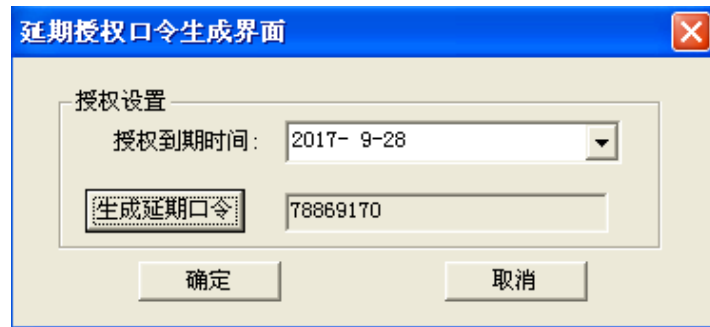 延期授权口令生成界面
授权设置
授权到期时间: 2017- 9-28
生成延期口令 78869170
确定 取消